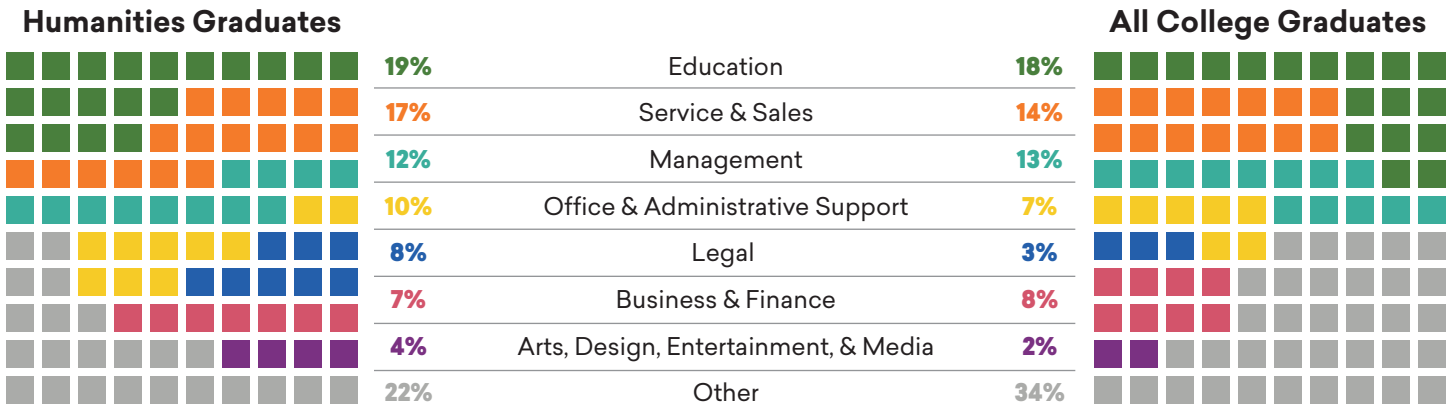 Humanities Graduates
All College Graduates
19% Education 18%
17% Service & Sales 14%
12% Management 13%
10% Office & Administrative Support 7%
8% Legal 3%
7% Business & Finance 8%
4% Arts, Design, Entertainment, & Media 2%
22% Other 34%